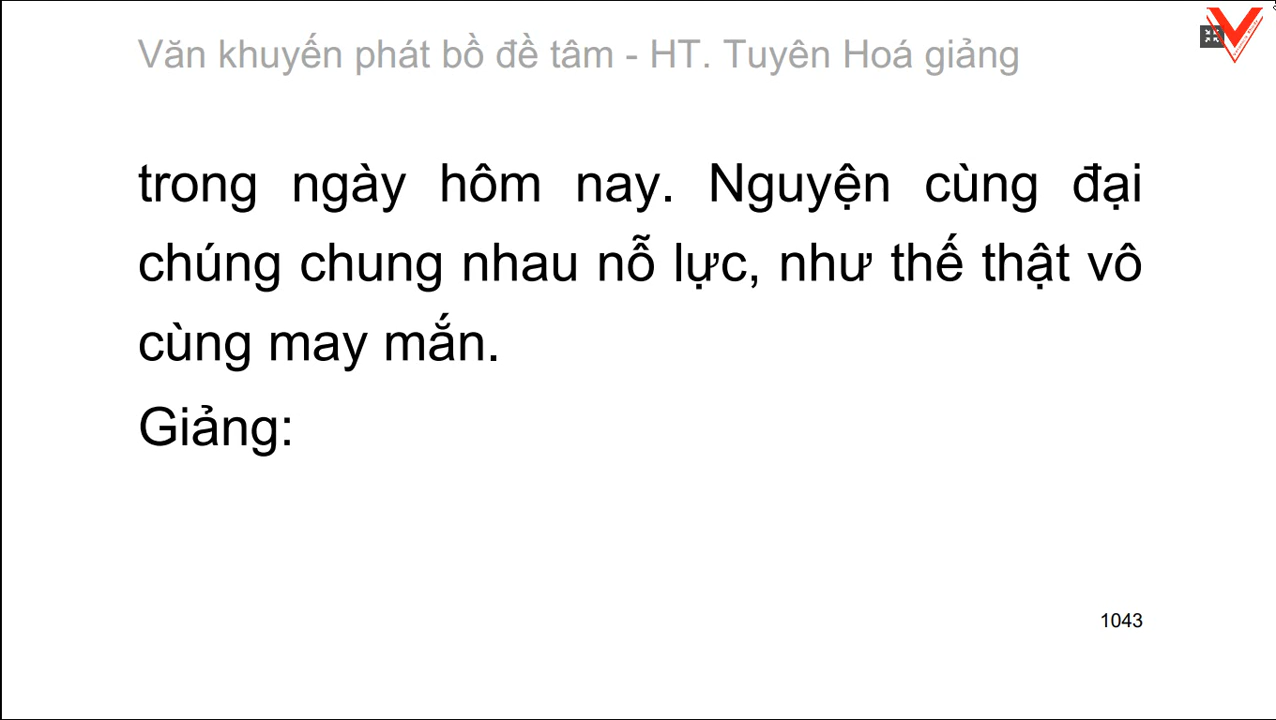 Văn khuyến phát bồ đề tâm - HT. Tuyên Hoá giảng
trong ngày hôm nay. Nguyện cùng đại
chúng chung nhau nỗ lực, như thế thật vô
cùng may mắn.
Giảng:
1043